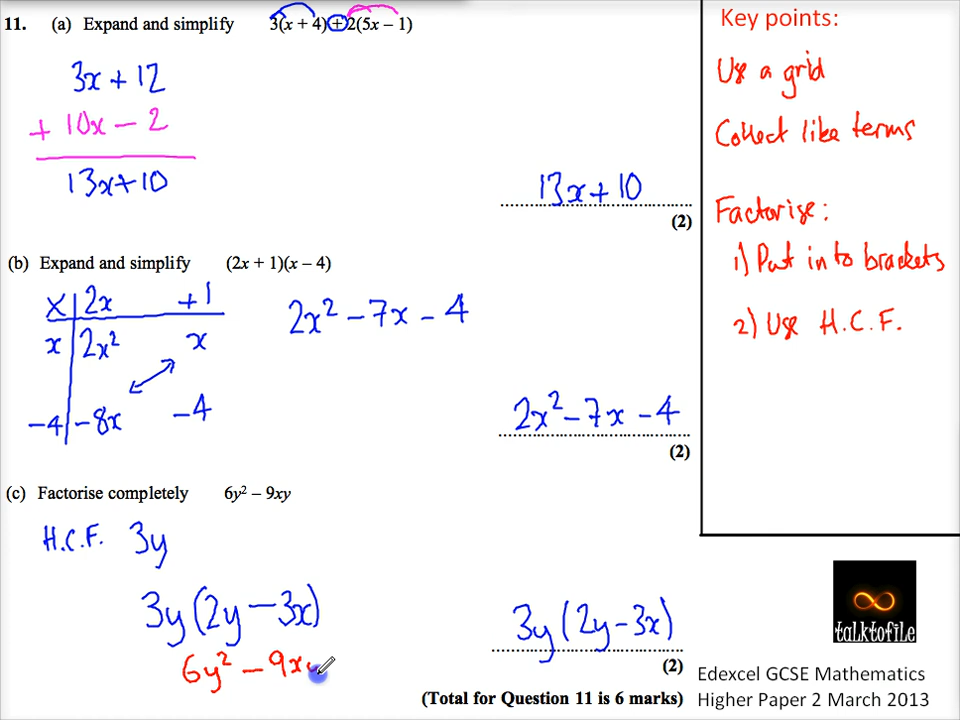 11. (a) Expand and simplify 3(x + 4) + 2(5x – 1)
3x + 12
+ 10x – 2
13x + 10
13x + 10
(2)
(b) Expand and simplify (2x + 1)(x – 4)
× 2x +1
x 2x² x
–4 –8x –4
2x² – 7x – 4
2x² – 7x – 4
(2)
(c) Factorise completely 6y² – 9xy
H.C.F. 3y
3y(2y – 3x)
6y² – 9xy
3y(2y – 3x)
(2)
(Total for Question 11 is 6 marks)
Key points:
Use a grid
Collect like terms
Factorise:
1) Put in to brackets
2) Use H.C.F.
talktofile
Edexcel GCSE Mathematics
Higher Paper 2 March 2013